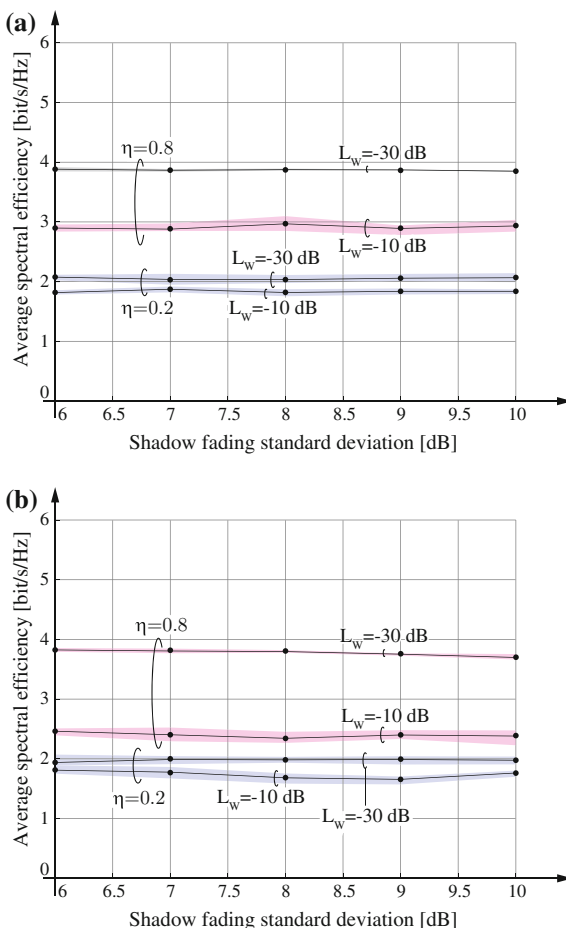 (a)
Average spectral efficiency [bit/s/Hz]
6
5
4
3
2
1
0
η=0.8
L_W=-30 dB
L_W=-10 dB
L_W=-30 dB
η=0.2
L_W=-10 dB
6 6.5 7 7.5 8 8.5 9 9.5 10
Shadow fading standard deviation [dB]
(b)
Average spectral efficiency [bit/s/Hz]
6
5
4
3
2
1
0
η=0.8
L_W=-30 dB
L_W=-10 dB
η=0.2
L_W=-10 dB
L_W=-30 dB
6 6.5 7 7.5 8 8.5 9 9.5 10
Shadow fading standard deviation [dB]